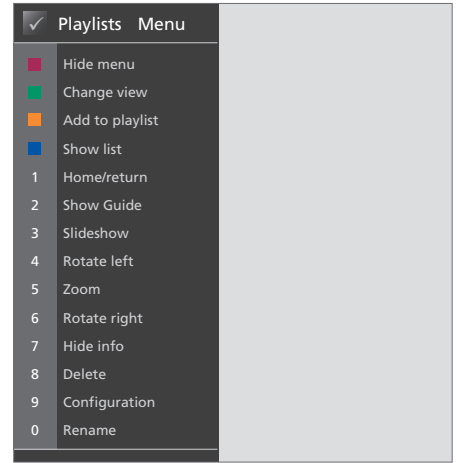 Playlists Menu
Hide menu
Change view
Add to playlist
Show list
1 Home/return
2 Show Guide
3 Slideshow
4 Rotate left
5 Zoom
6 Rotate right
7 Hide info
8 Delete
9 Configuration
0 Rename